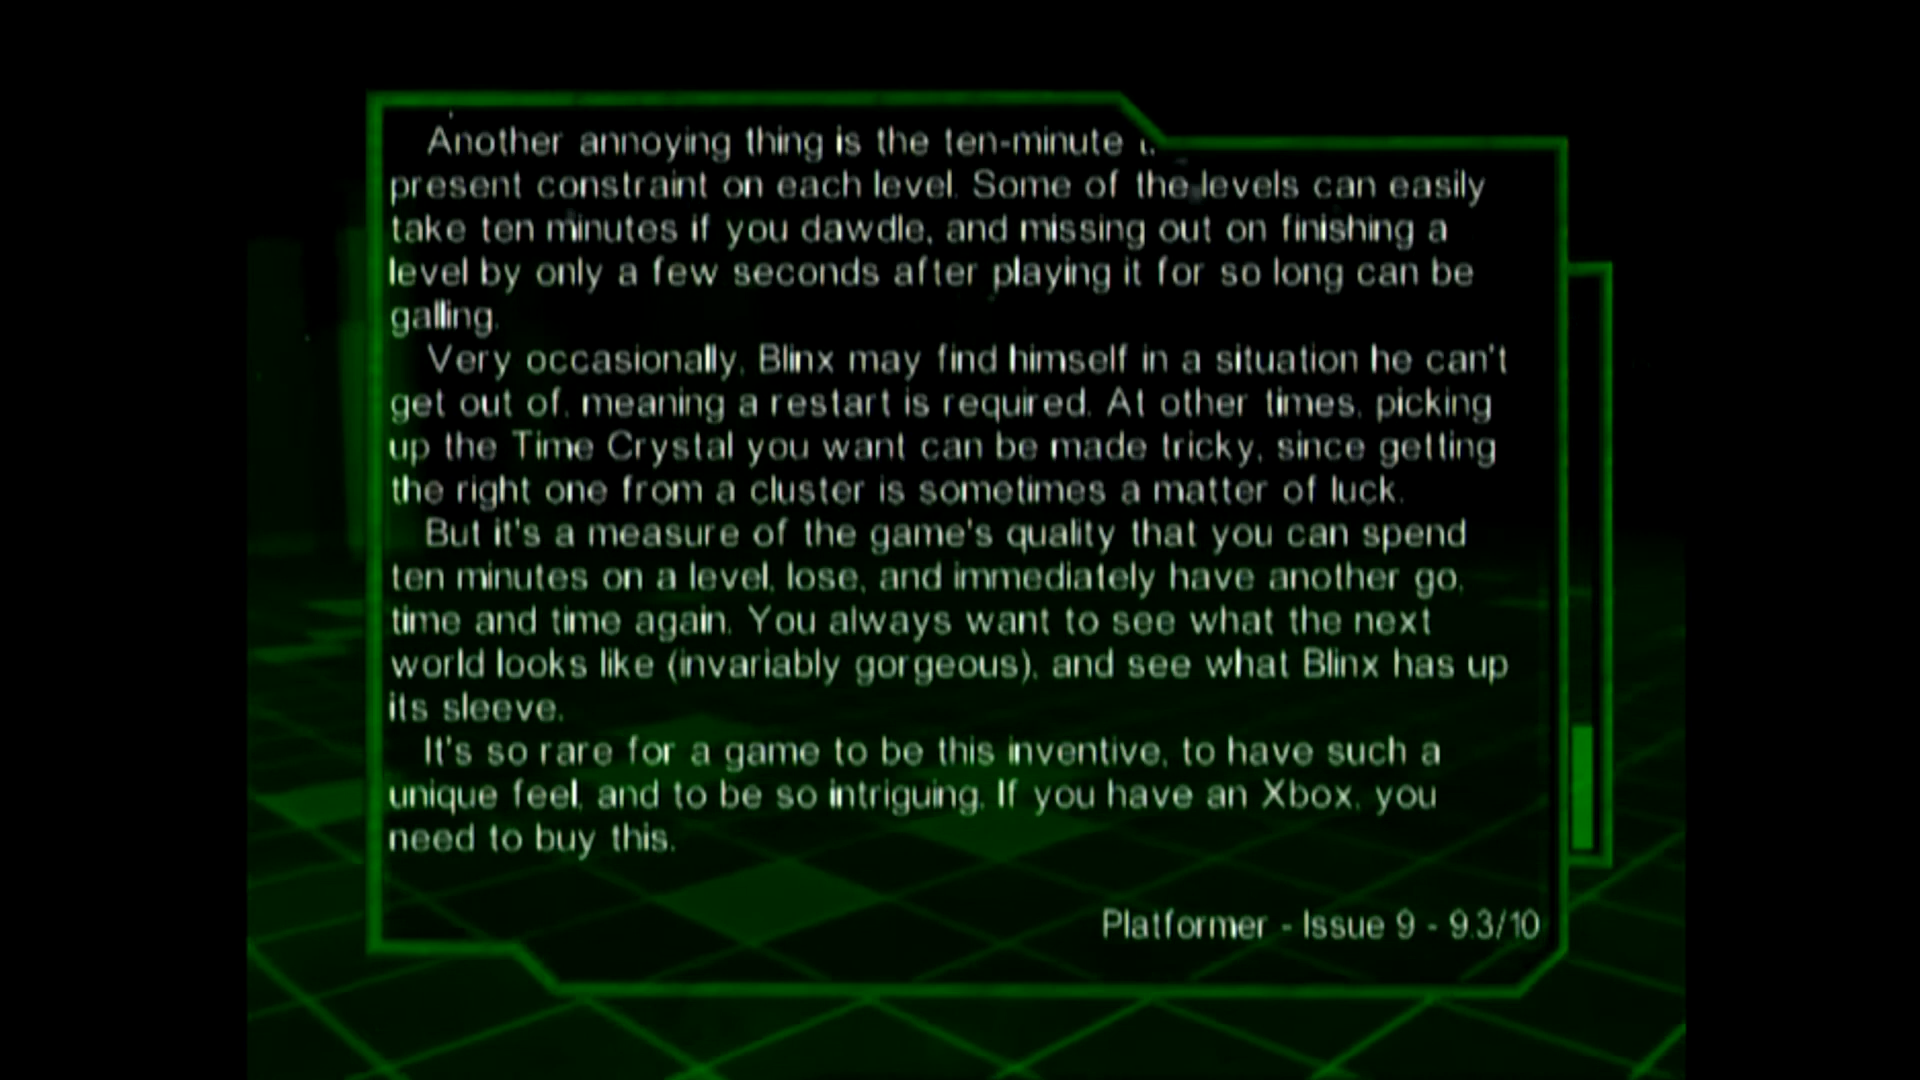 Another annoying thing is the ten-minute
present constraint on each level. Some of the levels can easily
take ten minutes if you dawdle, and missing out on finishing a
level by only a few seconds after playing it for so long can be
galling.
Very occasionally, Blinx may find himself in a situation he can't
get out of, meaning a restart is required. At other times, picking
up the Time Crystal you want can be made tricky, since getting
the right one from a cluster is sometimes a matter of luck.
But it's a measure of the game's quality that you can spend
ten minutes on a level, lose, and immediately have another go,
time and time again. You always want to see what the next
world looks like (invariably gorgeous), and see what Blinx has up
its sleeve.
It's so rare for a game to be this inventive, to have such a
unique feel, and to be so intriguing. If you have an Xbox, you
need to buy this.
Platformer - Issue 9 - 9.3/10